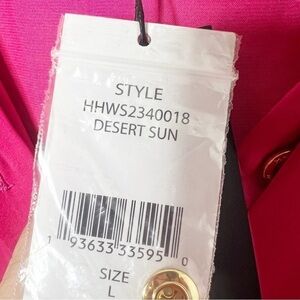 STYLE
HHWS2340018
DESERT SUN
1 93633 33595 0
SIZE
L